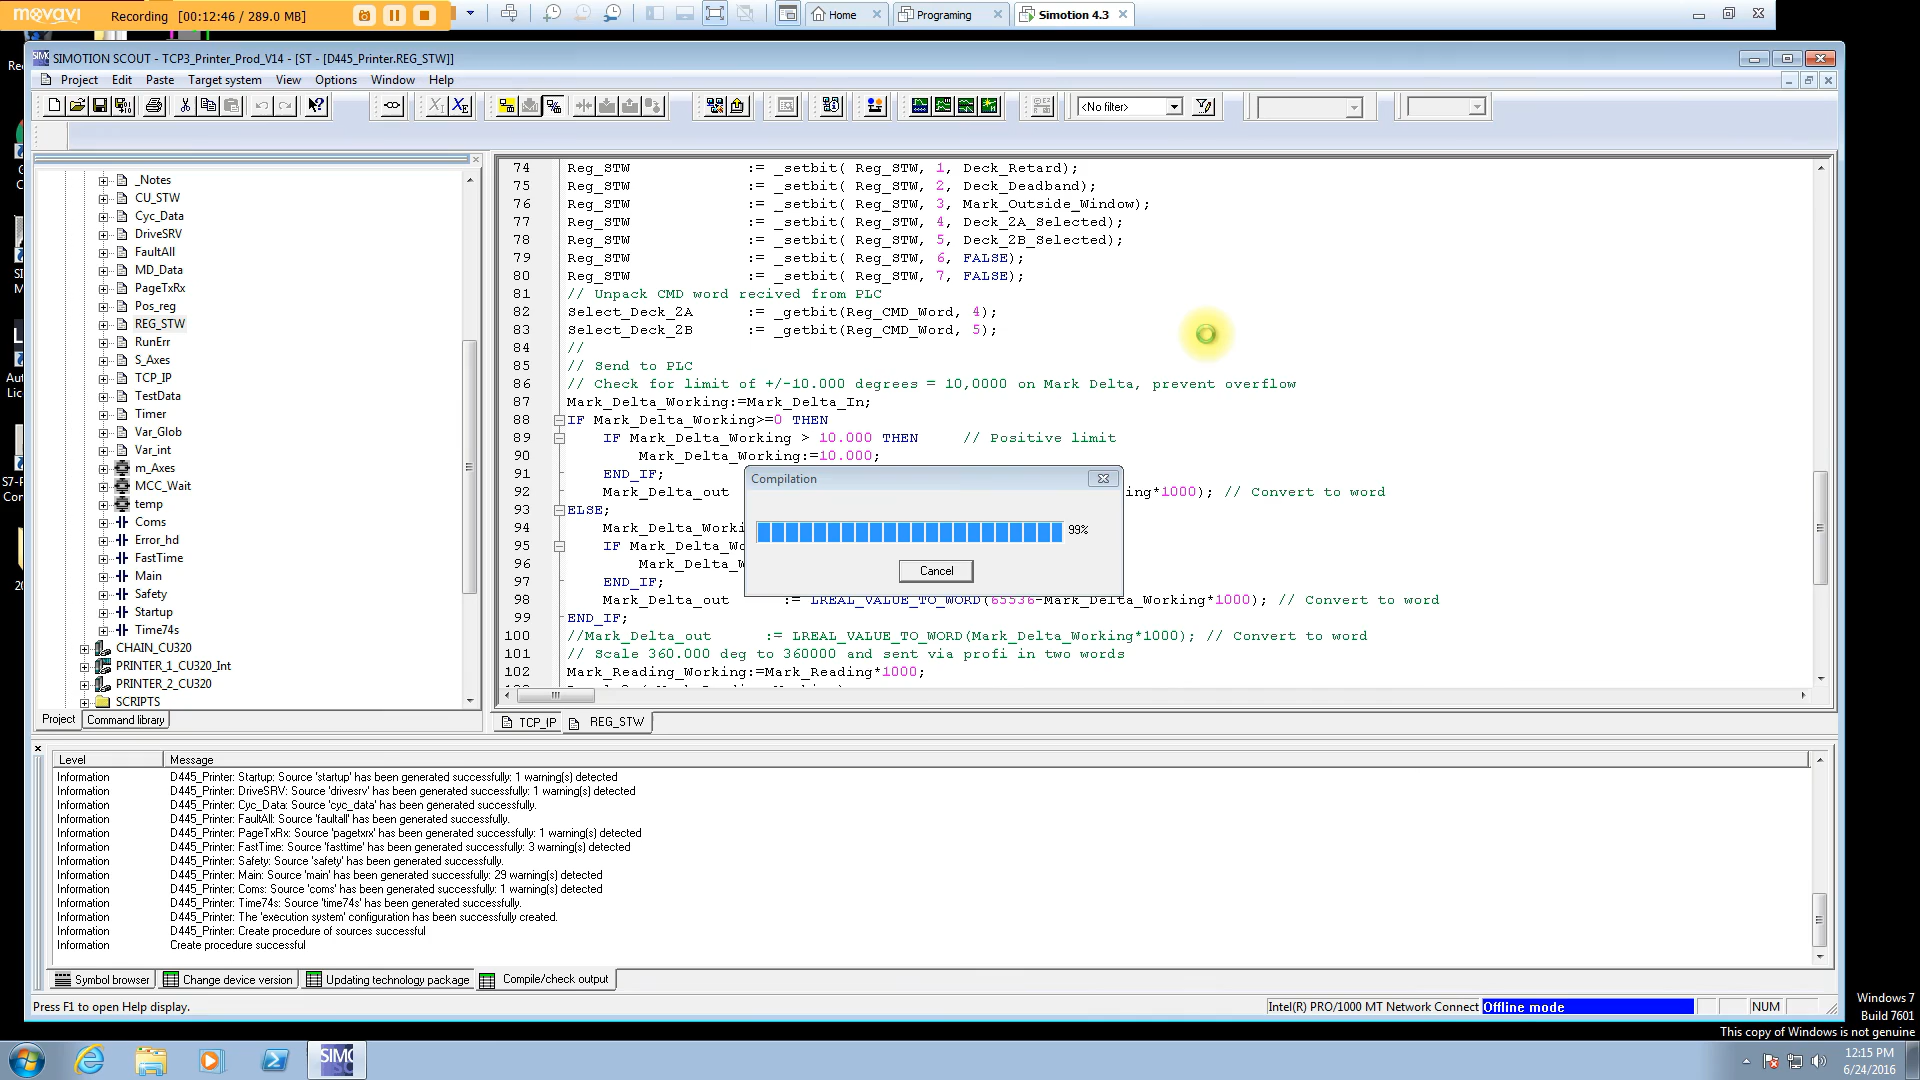 movavi
Recording [00:12:46 / 289.0 MB]
Home
Programing
Simotion 4.3
SIMOTION SCOUT - TCP3_Printer_Prod_V14 - [ST - [D445_Printer.REG_STW]]
Project Edit Paste Target system View Options Window Help
<No filter>
_Notes
CU_STW
Cyc_Data
DriveSRV
FaultAll
MD_Data
PageTxRx
Pos_reg
REG_STW
RunErr
S_Axes
TCP_IP
TestData
Timer
Var_Glob
Var_int
m_Axes
MCC_Wait
temp
Coms
Error_hd
FastTime
Main
Safety
Startup
Time74s
CHAIN_CU320
PRINTER_1_CU320_Int
PRINTER_2_CU320
SCRIPTS
Project Command library
74 Reg_STW := _setbit( Reg_STW, 1, Deck_Retard);
75 Reg_STW := _setbit( Reg_STW, 2, Deck_Deadband);
76 Reg_STW := _setbit( Reg_STW, 3, Mark_Outside_Window);
77 Reg_STW := _setbit( Reg_STW, 4, Deck_2A_Selected);
78 Reg_STW := _setbit( Reg_STW, 5, Deck_2B_Selected);
79 Reg_STW := _setbit( Reg_STW, 6, FALSE);
80 Reg_STW := _setbit( Reg_STW, 7, FALSE);
81 // Unpack CMD word recived from PLC
82 Select_Deck_2A := _getbit(Reg_CMD_Word, 4);
83 Select_Deck_2B := _getbit(Reg_CMD_Word, 5);
84 //
85 // Send to PLC
86 // Check for limit of +/-10.000 degrees = 10,0000 on Mark Delta, prevent overflow
87 Mark_Delta_Working:=Mark_Delta_In;
88 IF Mark_Delta_Working>=0 THEN
89 IF Mark_Delta_Working > 10.000 THEN // Positive limit
90 Mark_Delta_Working:=10.000;
91 END_IF;
92 Mark_Delta_out ing*1000); // Convert to word
93 ELSE;
94 Mark_Delta_Worki
95 IF Mark_Delta_Wo
96 Mark_Delta_W
97 END_IF;
98 Mark_Delta_out := LREAL_VALUE_TO_WORD(65536-Mark_Delta_Working*1000); // Convert to word
99 END_IF;
100 //Mark_Delta_out := LREAL_VALUE_TO_WORD(Mark_Delta_Working*1000); // Convert to word
101 // Scale 360.000 deg to 360000 and sent via profi in two words
102 Mark_Reading_Working:=Mark_Reading*1000;
Compilation
99%
Cancel
TCP_IP REG_STW
Level Message
Information D445_Printer: Startup: Source 'startup' has been generated successfully: 1 warning(s) detected
Information D445_Printer: DriveSRV: Source 'drivesrv' has been generated successfully: 1 warning(s) detected
Information D445_Printer: Cyc_Data: Source 'cyc_data' has been generated successfully.
Information D445_Printer: FaultAll: Source 'faultall' has been generated successfully.
Information D445_Printer: PageTxRx: Source 'pagetxrx' has been generated successfully: 1 warning(s) detected
Information D445_Printer: FastTime: Source 'fasttime' has been generated successfully: 3 warning(s) detected
Information D445_Printer: Safety: Source 'safety' has been generated successfully.
Information D445_Printer: Main: Source 'main' has been generated successfully: 29 warning(s) detected
Information D445_Printer: Coms: Source 'coms' has been generated successfully: 1 warning(s) detected
Information D445_Printer: Time74s: Source 'time74s' has been generated successfully.
Information D445_Printer: The 'execution system' configuration has been successfully created.
Information D445_Printer: Create procedure of sources successful
Information Create procedure successful
Symbol browser Change device version Updating technology package Compile/check output
Press F1 to open Help display.
Intel(R) PRO/1000 MT Network Connect Offline mode NUM
Windows 7
Build 7601
This copy of Windows is not genuine
12:15 PM
6/24/2016